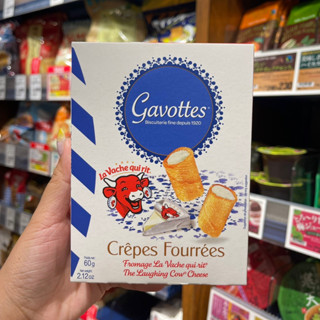 Gavottes
Biscuiterie fine depuis 1920
La Vache qui rit
Crêpes Fourrées
Fromage La Vache qui rit
The Laughing Cow Cheese
60g
2.12oz